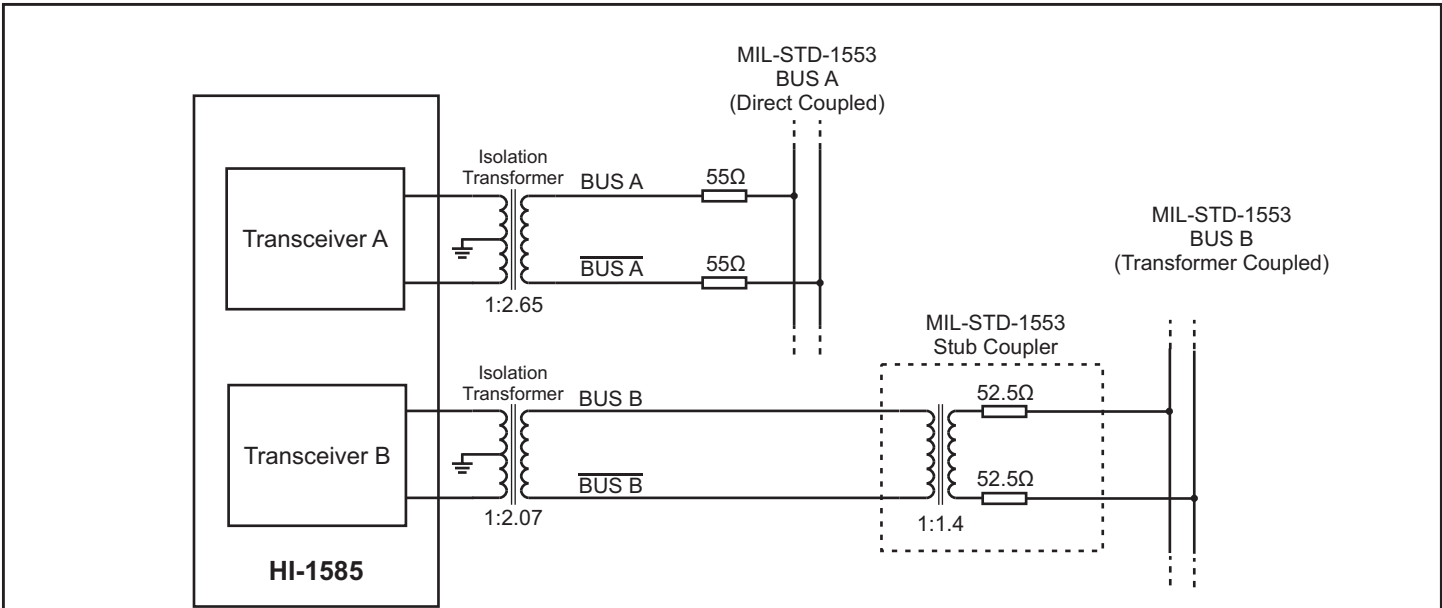 MIL-STD-1553
BUS A
(Direct Coupled)
Isolation
Transformer
BUS A
55Ω
Transceiver A
BUS A
55Ω
1:2.65
MIL-STD-1553
BUS B
(Transformer Coupled)
MIL-STD-1553
Stub Coupler
Isolation
Transformer
BUS B
52.5Ω
Transceiver B
BUS B
52.5Ω
1:2.07
1:1.4
HI-1585